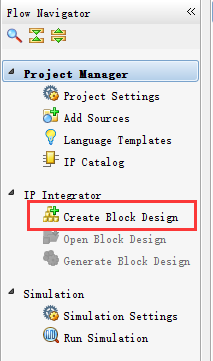 Flow Navigator
Project Manager
Project Settings
Add Sources
Language Templates
IP Catalog
IP Integrator
Create Block Design
Open Block Design
Generate Block Design
Simulation
Simulation Settings
Run Simulation